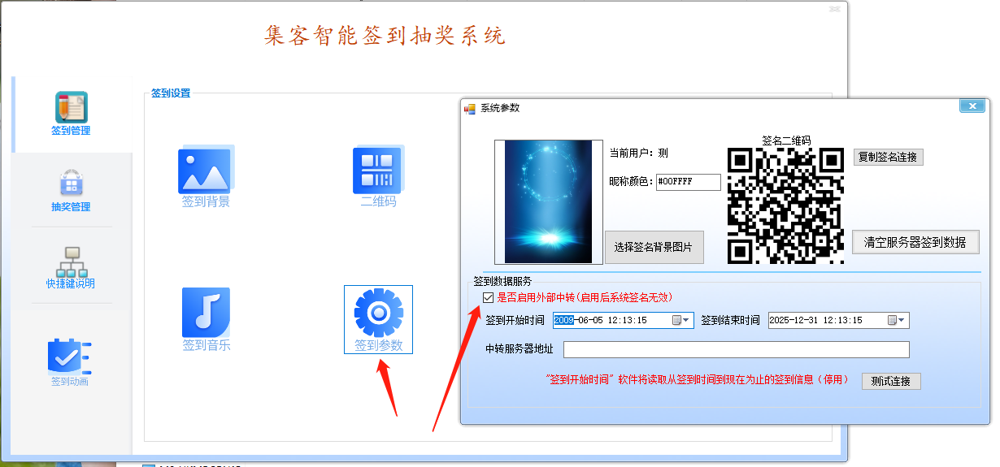 集客智能签到抽奖系统
签到管理
抽奖管理
快捷键说明
签到动画
签到设置
签到背景
二维码
签到音乐
签到参数
系统参数
当前用户：测
昵称颜色：#00FFFF
选择签名背景图片
签名二维码
复制签名连接
清空服务器签到数据
签到数据服务
是否启用外部中转(启用后系统签名无效)
签到开始时间 2009-06-05 12:13:15 签到结束时间 2025-12-31 12:13:15
中转服务器地址
"签到开始时间" 软件将读取从签到时间到现在为止的签到信息（停用） 测试连接